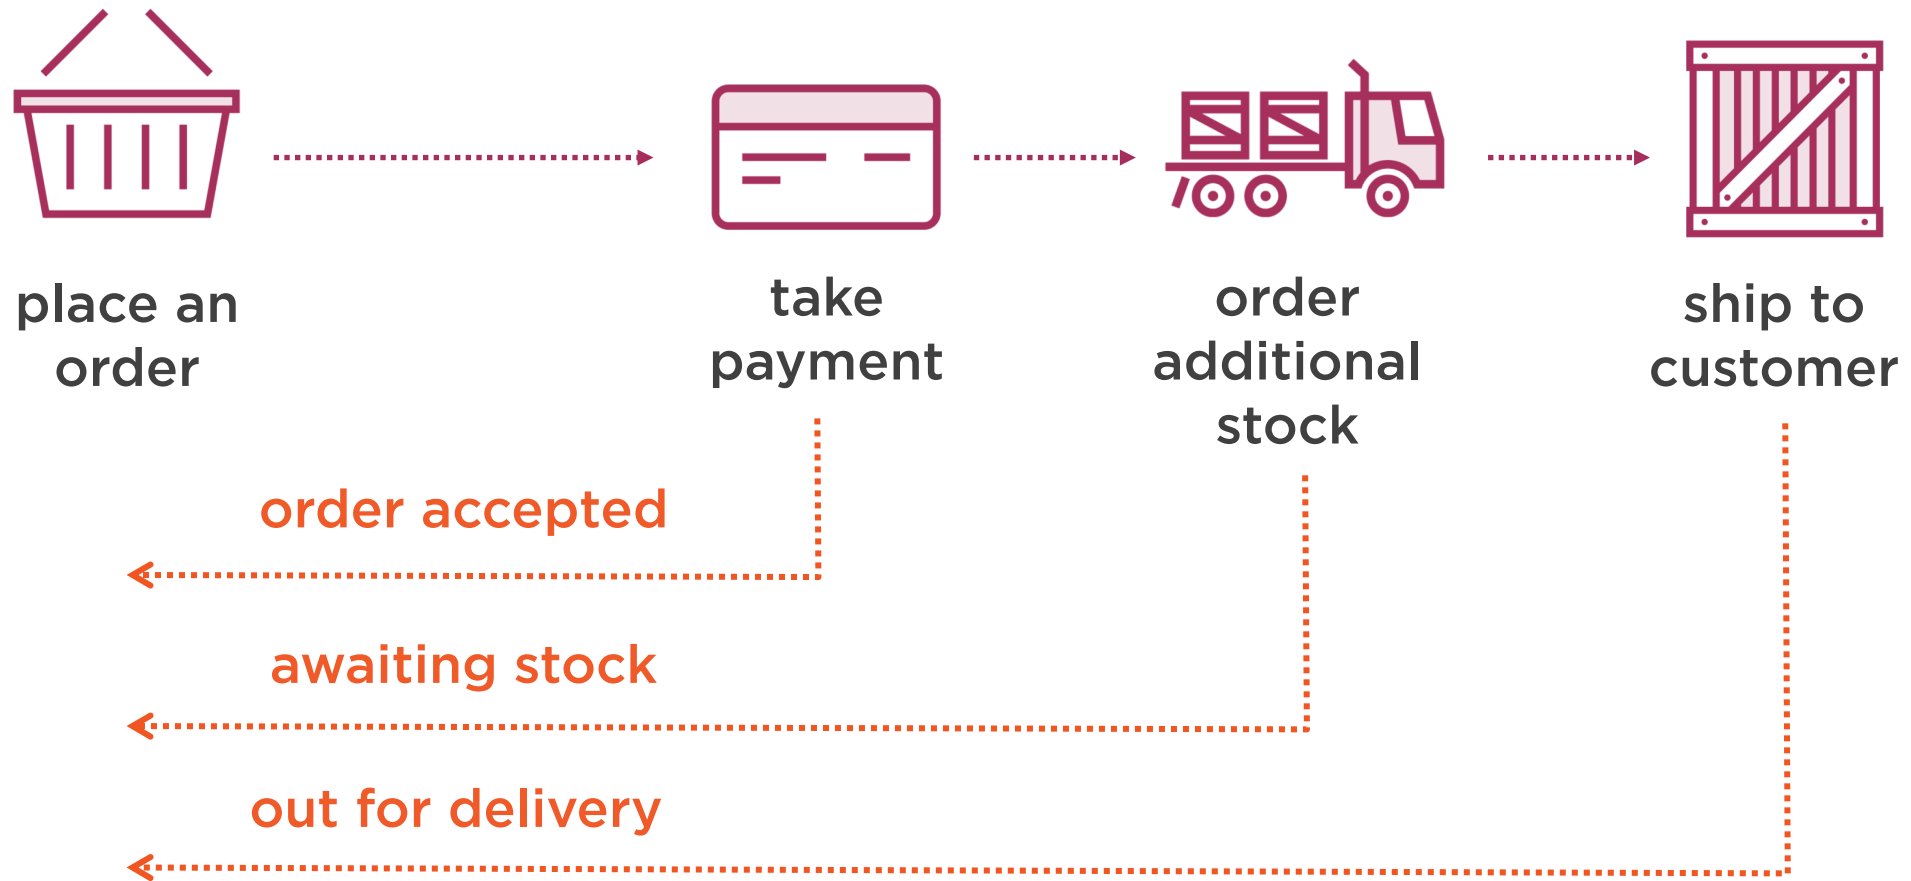 place an
order
take
payment
order
additional
stock
ship to
customer
order accepted
awaiting stock
out for delivery